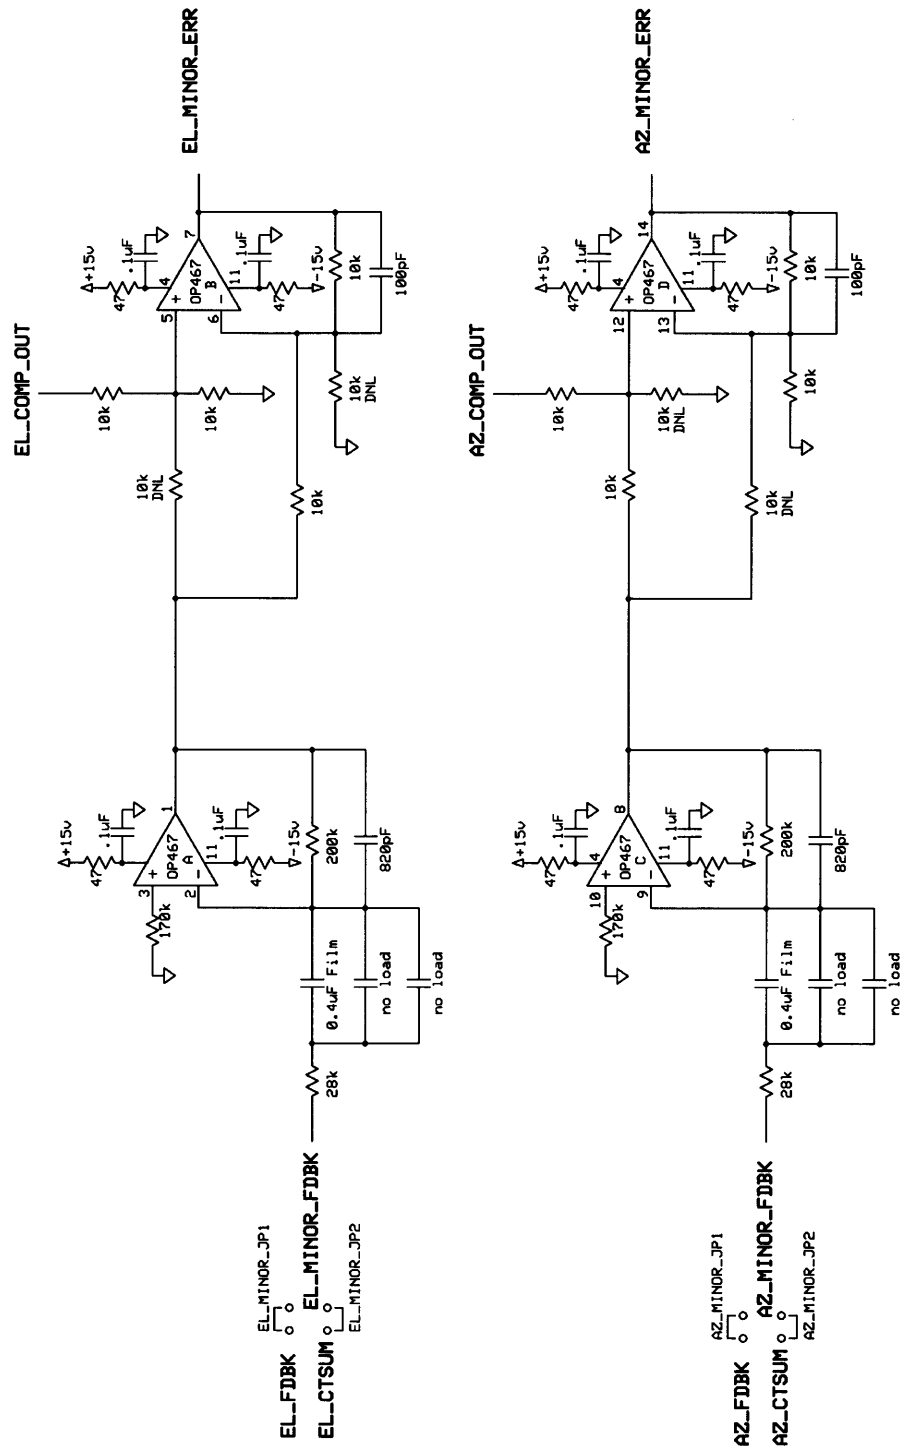 EL_FDBK
EL_CTSUM
EL_MINOR_JP1
EL_MINOR_FDBK
EL_MINOR_JP2
28k
0.4uF Film
no load
no load
170k
3
2
+15v
47
.1uF
+
OP467
A
-
11
.1uF
47
-15v
1
200k
820pF
EL_COMP_OUT
10k
10k
DNL
10k
10k
10k
DNL
5
6
+15v
47
.1uF
4
+
OP467
B
-
11
.1uF
47
-15v
7
10k
100pF
EL_MINOR_ERR
AZ_FDBK
AZ_CTSUM
AZ_MINOR_JP1
AZ_MINOR_FDBK
AZ_MINOR_JP2
28k
0.4uF Film
no load
no load
170k
10
9
+15v
47
.1uF
4
+
OP467
C
-
11
.1uF
47
-15v
8
200k
820pF
AZ_COMP_OUT
10k
10k
10k
DNL
10k
DNL
10k
12
13
+15v
47
.1uF
4
+
OP467
D
-
11
.1uF
47
-15v
14
10k
100pF
AZ_MINOR_ERR